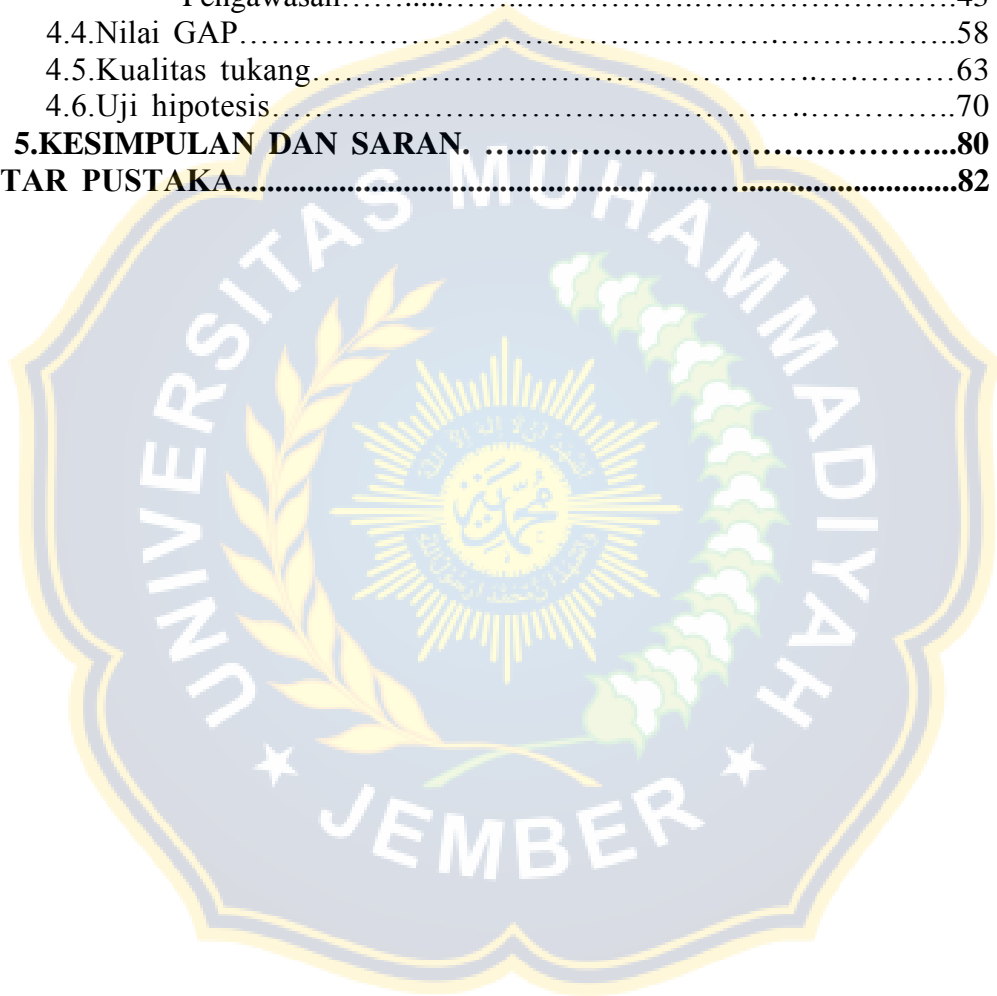 Pengawasan……......……...………………….………………43
4.4.Nilai GAP…………………..…………………………….………………..58
4.5.Kualitas tukang…………………………………………..….…………63
4.6.Uji hipotesis…………………………………………….…………….70
5.KESIMPULAN DAN SARAN. …...……………………………………...80
TAR PUSTAKA......................................................…............................82
UNIVERSITAS MUHAMMADIYAH
JEMBER